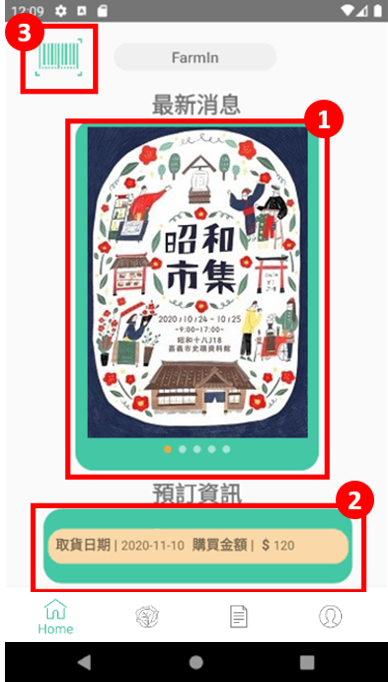 12:09
3
FarmIn
最新消息
1
昭和
市集
2020/10/24-10/25
-9:00-17:00-
昭和十八J18
嘉義市史蹟資料館
預訂資訊
2
取貨日期 | 2020-11-10 購買金額 | $ 120
Home